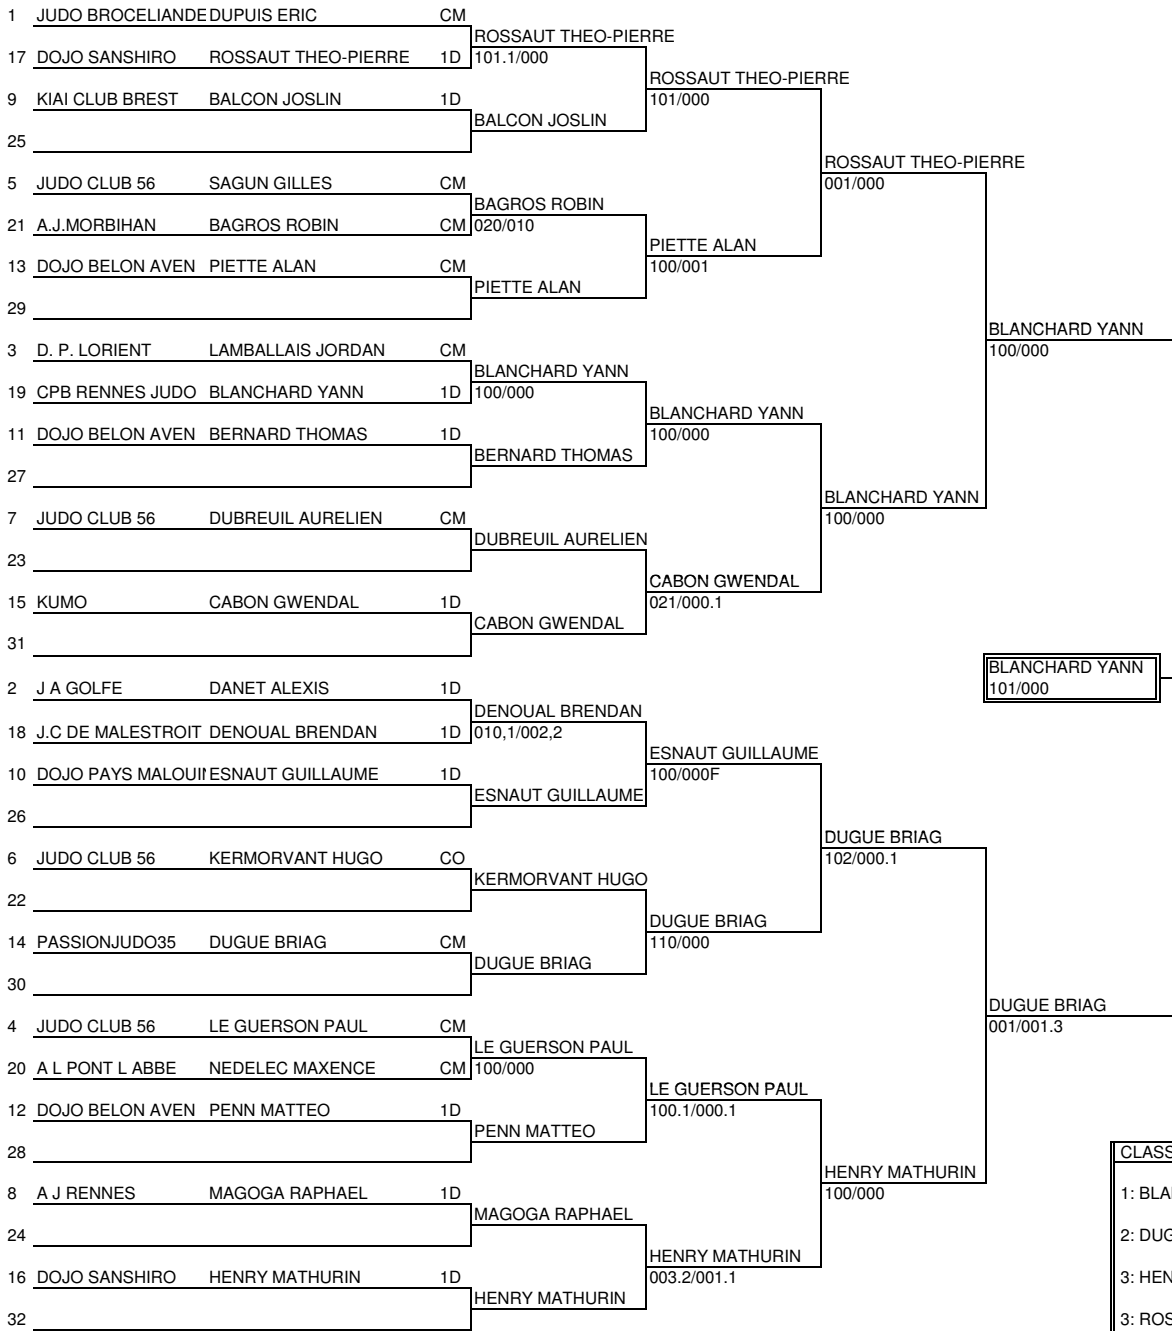 1 JUDO BROCELIANDE DUPUIS ERIC CM
ROSSAUT THEO-PIERRE
17 DOJO SANSHIRO ROSSAUT THEO-PIERRE 1D 101.1/000
ROSSAUT THEO-PIERRE
9 KIAI CLUB BREST BALCON JOSLIN 1D 101/000
BALCON JOSLIN
25
ROSSAUT THEO-PIERRE
5 JUDO CLUB 56 SAGUN GILLES CM 001/000
BAGROS ROBIN
21 A.J.MORBIHAN BAGROS ROBIN CM 020/010
PIETTE ALAN
13 DOJO BELON AVEN PIETTE ALAN CM 100/001
PIETTE ALAN
29
BLANCHARD YANN
3 D. P. LORIENT LAMBALLAIS JORDAN CM 100/000
BLANCHARD YANN
19 CPB RENNES JUDO BLANCHARD YANN 1D 100/000
BLANCHARD YANN
11 DOJO BELON AVEN BERNARD THOMAS 1D 100/000
BERNARD THOMAS
27
BLANCHARD YANN
7 JUDO CLUB 56 DUBREUIL AURELIEN CM 100/000
DUBREUIL AURELIEN
23
CABON GWENDAL
15 KUMO CABON GWENDAL 1D 021/000.1
CABON GWENDAL
31
BLANCHARD YANN
2 J A GOLFE DANET ALEXIS 1D 101/000
DENOUAL BRENDAN
18 J.C DE MALESTROIT DENOUAL BRENDAN 1D 010,1/002,2
ESNAUT GUILLAUME
10 DOJO PAYS MALOUI ESNAUT GUILLAUME 1D 100/000F
ESNAUT GUILLAUME
26
DUGUE BRIAG
6 JUDO CLUB 56 KERMORVANT HUGO CO 102/000.1
KERMORVANT HUGO
22
DUGUE BRIAG
14 PASSIONJUDO35 DUGUE BRIAG CM 110/000
DUGUE BRIAG
30
DUGUE BRIAG
4 JUDO CLUB 56 LE GUERSON PAUL CM 001/001.3
LE GUERSON PAUL
20 A L PONT L ABBE NEDELEC MAXENCE CM 100/000
LE GUERSON PAUL
12 DOJO BELON AVEN PENN MATTEO 1D 100.1/000.1
PENN MATTEO
28 CLASS
HENRY MATHURIN
8 A J RENNES MAGOGA RAPHAEL 1D 100/000 1: BLA
MAGOGA RAPHAEL
24 2: DUG
HENRY MATHURIN
16 DOJO SANSHIRO HENRY MATHURIN 1D 003.2/001.1 3: HEN
HENRY MATHURIN
32 3: ROS